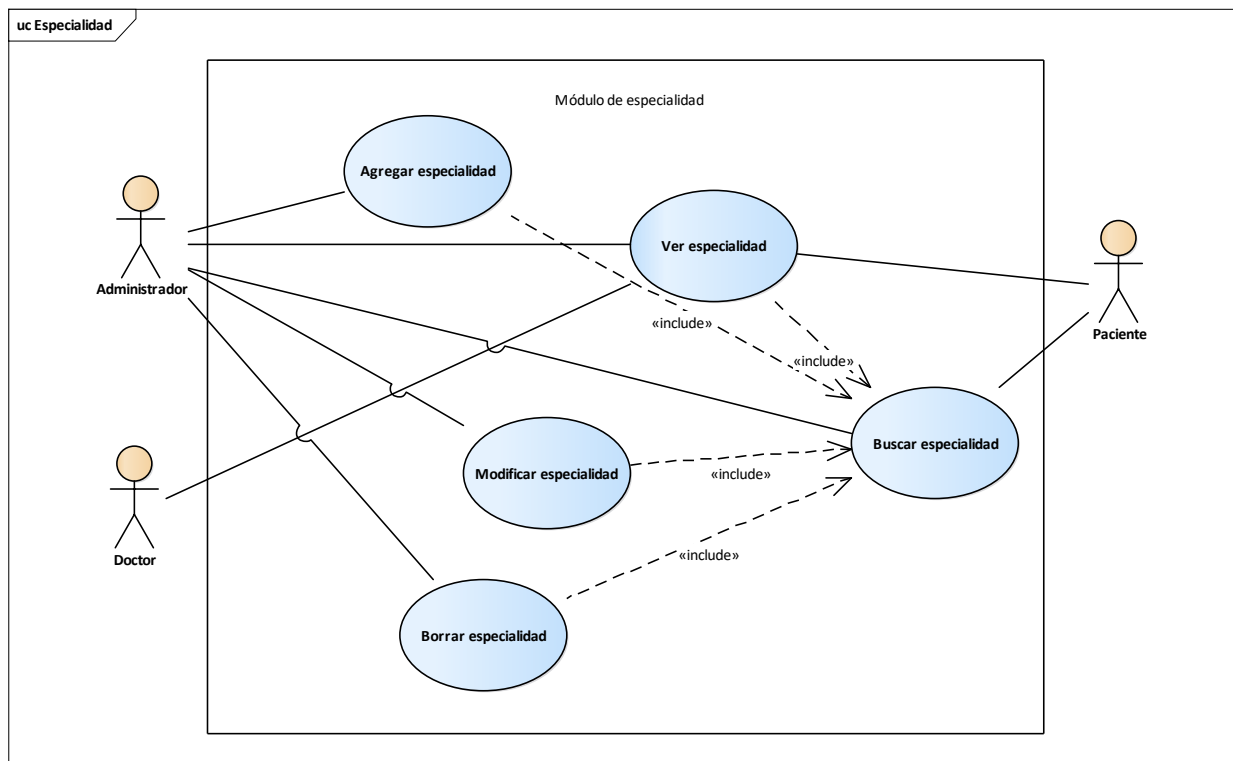 uc Especialidad
Módulo de especialidad
Agregar especialidad
Ver especialidad
Administrador
«include»
Paciente
«include»
Buscar especialidad
Modificar especialidad
«include»
Doctor
«include»
Borrar especialidad